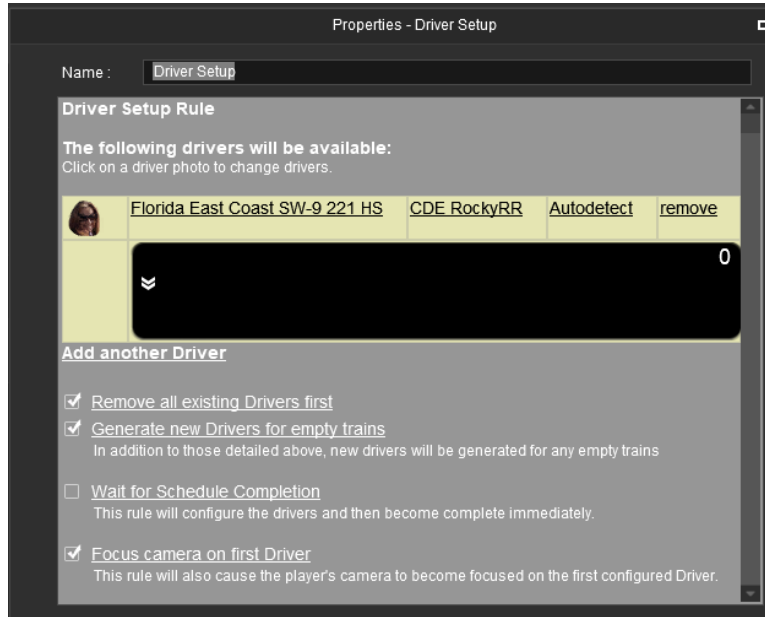 Properties - Driver Setup
Name :
Driver Setup
Driver Setup Rule
The following drivers will be available:
Click on a driver photo to change drivers.
Florida East Coast SW-9 221 HS CDE RockyRR Autodetect remove
0
Add another Driver
Remove all existing Drivers first
Generate new Drivers for empty trains
In addition to those detailed above, new drivers will be generated for any empty trains
Wait for Schedule Completion
This rule will configure the drivers and then become complete immediately.
Focus camera on first Driver
This rule will also cause the player's camera to become focused on the first configured Driver.